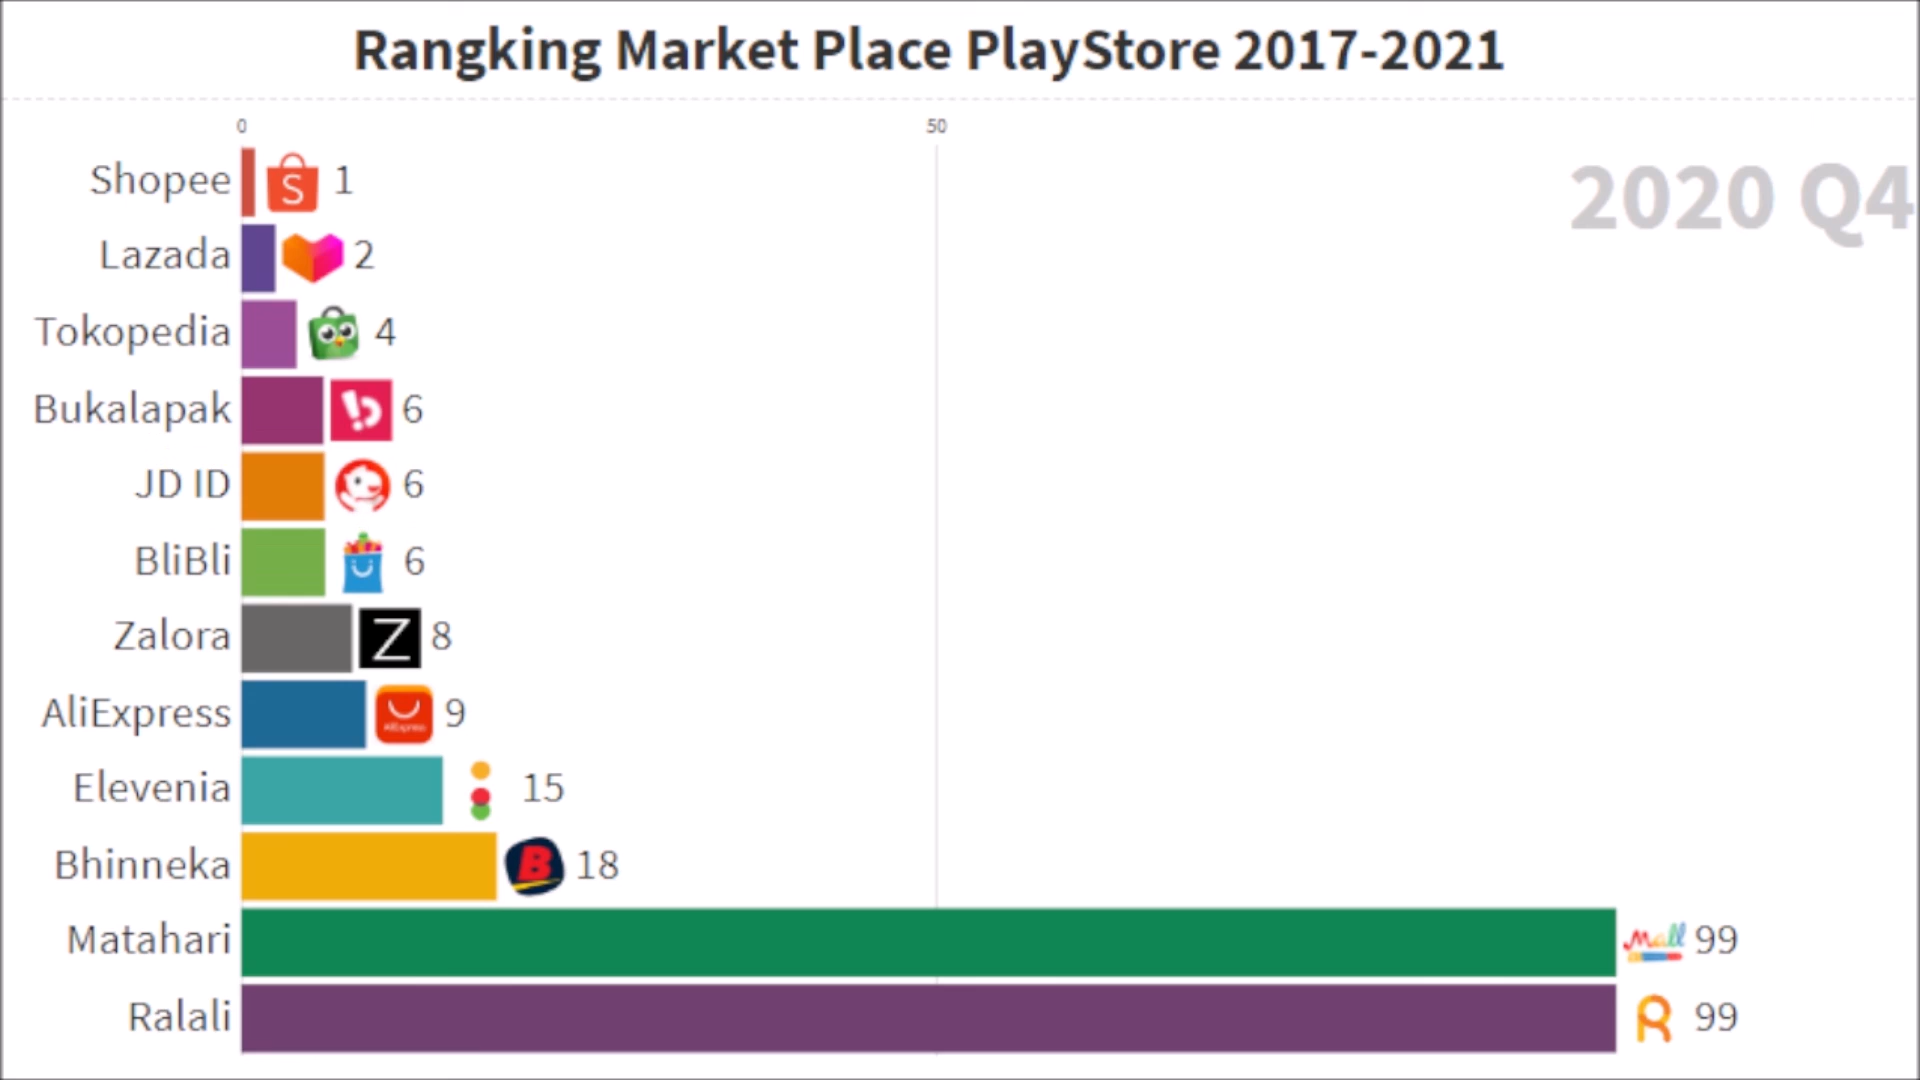 Rangking Market Place PlayStore 2017-2021
0 50
2020 Q4
Shopee S 1
Lazada 2
Tokopedia 4
Bukalapak 6
JD ID 6
BliBli 6
Zalora Z 8
AliExpress AliExpress 9
Elevenia 15
Bhinneka B 18
Matahari Mall 99
Ralali R 99